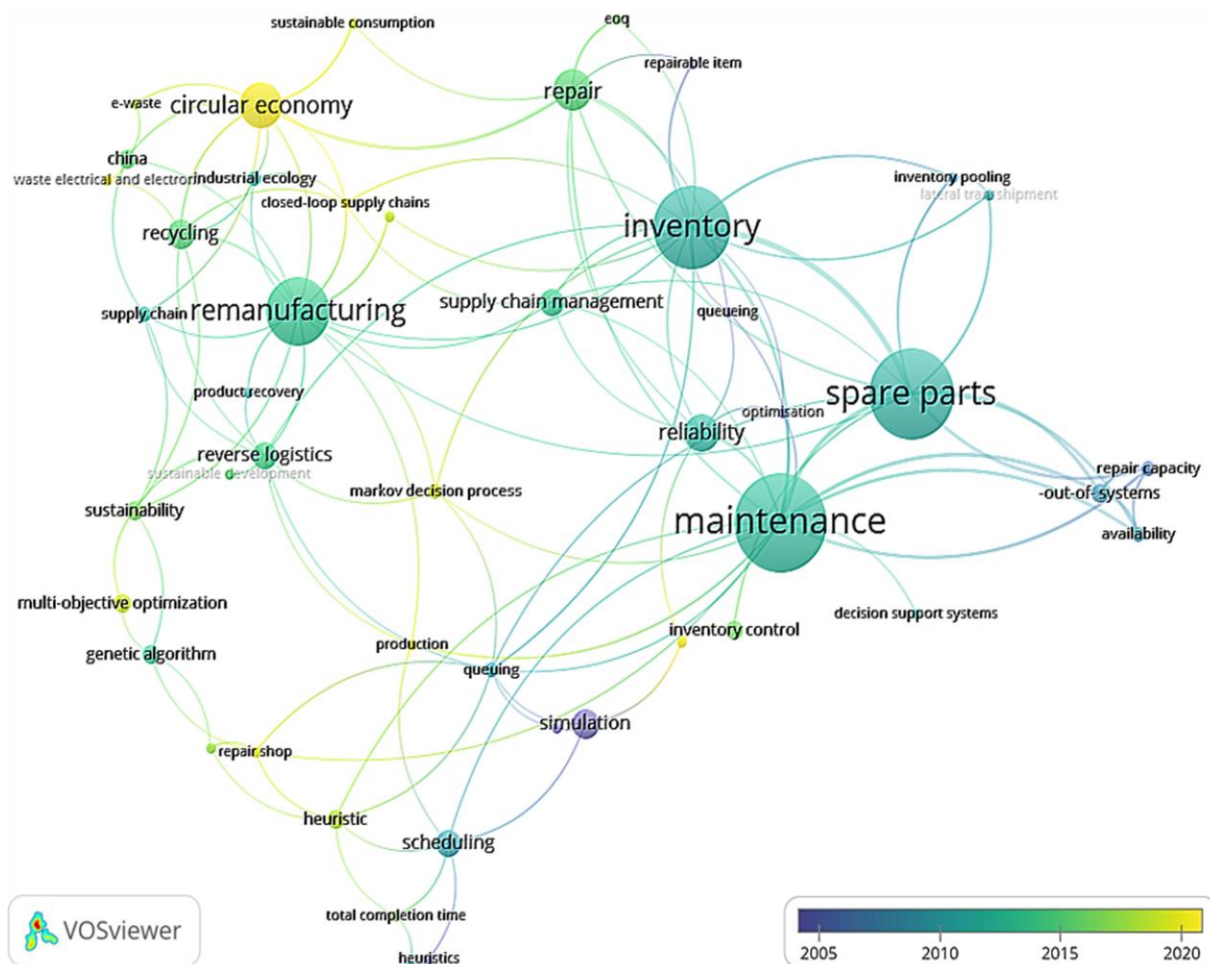 sustainable consumption
eoq
repairable item
repair
e-waste
circular economy
china
waste electrical and electroni
industrial ecology
inventory pooling
lateral transshipment
closed-loop supply chains
inventory
recycling
supply chain management
remanufacturing
supply chain
queueing
product recovery
spare parts
optimisation
reliability
reverse logistics
sustainable development
repair capacity
-out-of- systems
markov decision process
sustainability
maintenance
availability
multi-objective optimization
decision support systems
inventory control
production
genetic algorithm
queuing
simulation
repair shop
heuristic
scheduling
total completion time
heuristics
VOSviewer
2005 2010 2015 2020